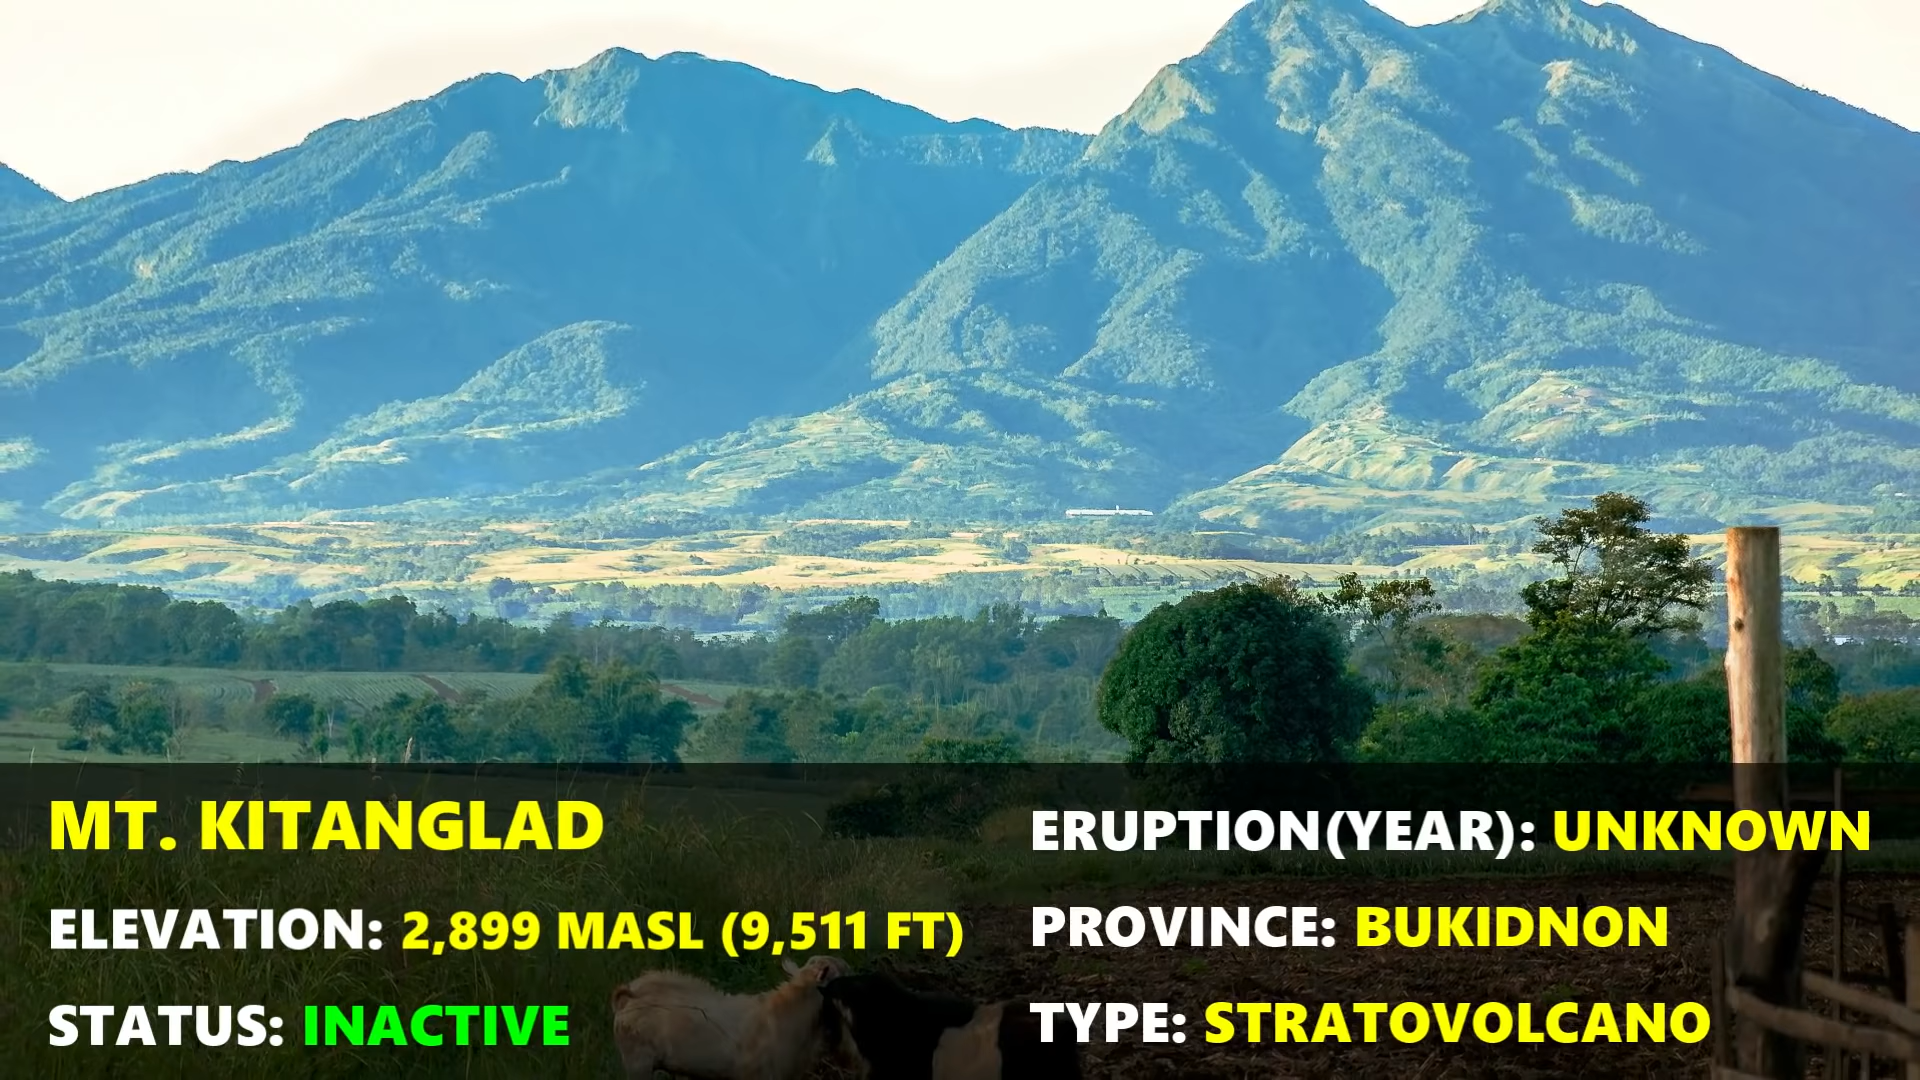 MT. KITANGLAD
ELEVATION: 2,899 MASL (9,511 FT)
STATUS: INACTIVE
ERUPTION(YEAR): UNKNOWN
PROVINCE: BUKIDNON
TYPE: STRATOVOLCANO